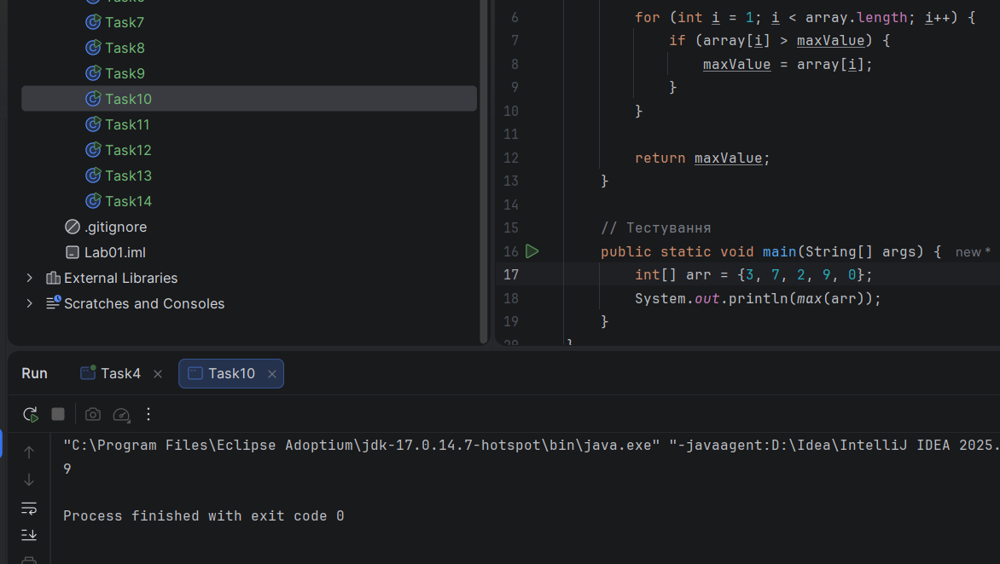 Task7
Task8
Task9
Task10
Task11
Task12
Task13
Task14
.gitignore
Lab01.iml
External Libraries
Scratches and Consoles
6 for (int i = 1; i < array.length; i++) {
7 if (array[i] > maxValue) {
8 maxValue = array[i];
9 }
10 }
11
12 return maxValue;
13 }
14
15 // Тестування
16 public static void main(String[] args) { new *
17 int[] arr = {3, 7, 2, 9, 0};
18 System.out.println(max(arr));
19 }
20 }
Run Task4 Task10
"C:\Program Files\Eclipse Adoptium\jdk-17.0.14.7-hotspot\bin\java.exe" "-javaagent:D:\Idea\IntelliJ IDEA 2025.
9
Process finished with exit code 0